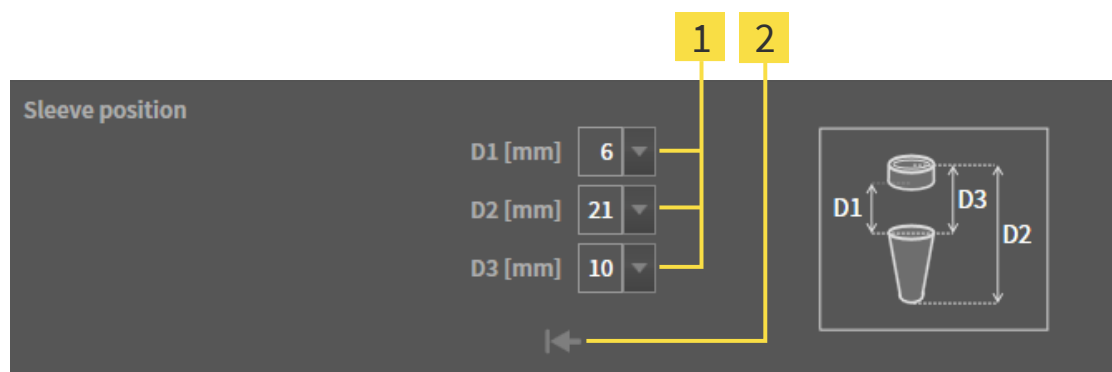 1 2
Sleeve position
D1 [mm] 6
D2 [mm] 21
D3 [mm] 10
D1
D3
D2